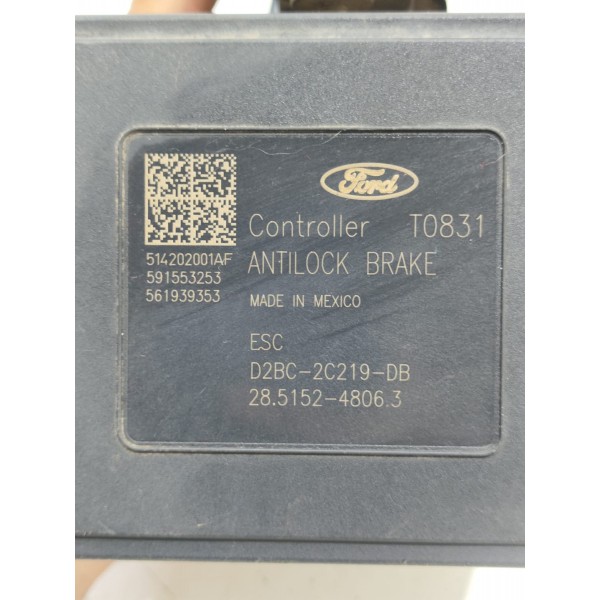 Ford
Controller T0831
ANTILOCK BRAKE
MADE IN MEXICO
ESC
D2BC-2C219-DB
28.5152-4806.3
514202001AF
591553253
561939353